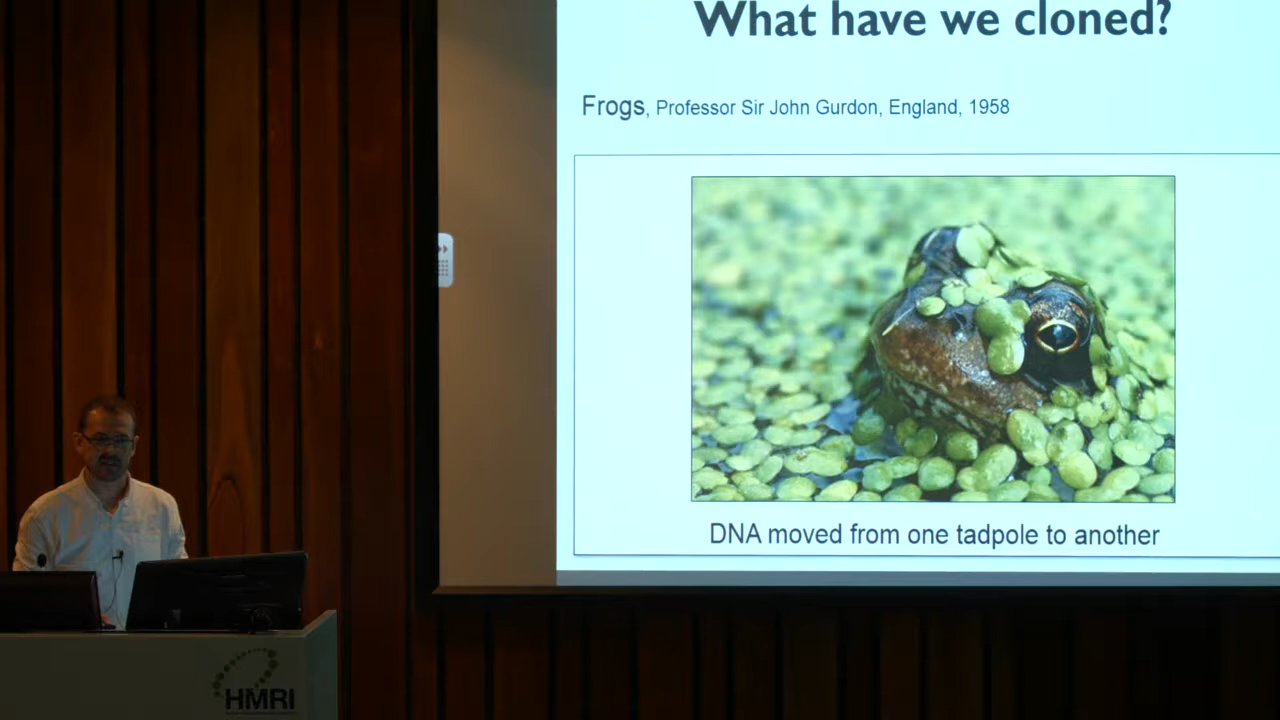 What have we cloned?
Frogs, Professor Sir John Gurdon, England, 1958
DNA moved from one tadpole to another
HMRI